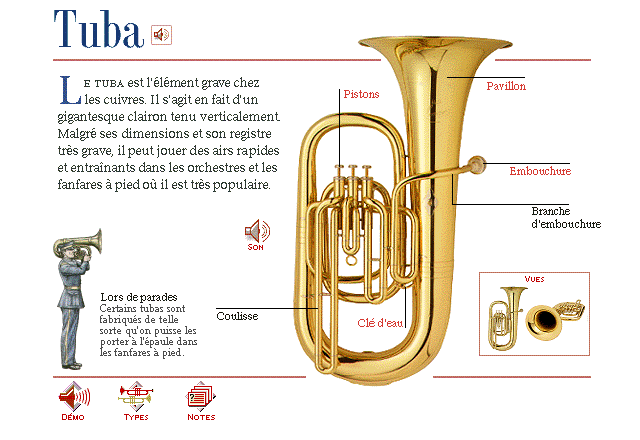 Tuba
LE TUBA est l'élément grave chez
les cuivres. Il s'agit en fait d'un
gigantesque clairon tenu verticalement.
Malgré ses dimensions et son registre
très grave, il peut jouer des airs rapides
et entraînants dans les orchestres et les
fanfares à pied où il est très populaire.
Pistons
Pavillon
Embouchure
Branche
d'embouchure
SON
VUES
Lors de parades
Certains tubas sont
fabriqués de telle
sorte qu'on puisse les
porter à l'épaule dans
les fanfares à pied.
Coulisse
Clé d'eau
DÉMO
TYPES
NOTES